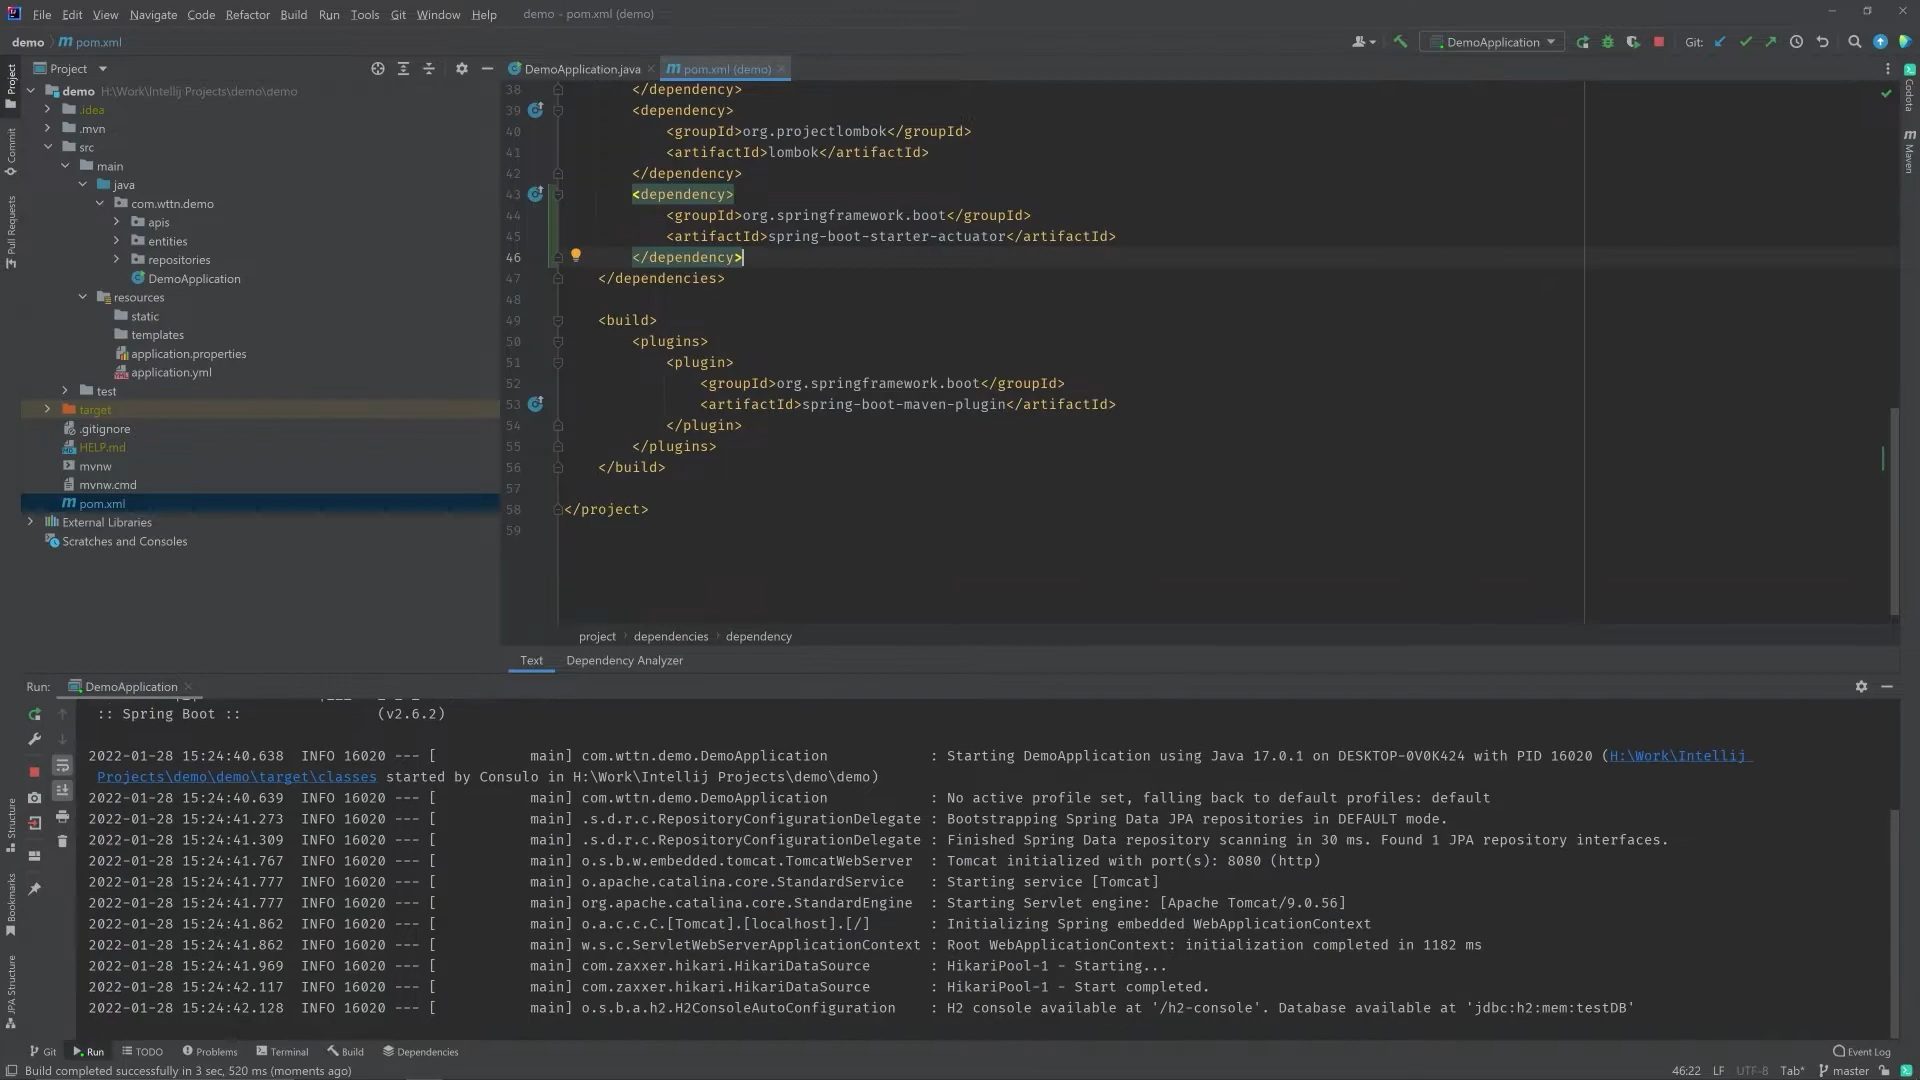 File Edit View Navigate Code Refactor Build Run Tools Git Window Help demo - pom.xml (demo)
demo pom.xml DemoApplication Git:
Project DemoApplication.java pom.xml (demo)
Project
Commit
Pull Requests
Structure
Bookmarks
JPA Structure
Codota
Maven
demo H:\Work\Intellij Projects\demo\demo
.idea
.mvn
src
main
java
com.wttn.demo
apis
entities
repositories
DemoApplication
resources
static
templates
application.properties
application.yml
test
target
.gitignore
HELP.md
mvnw
mvnw.cmd
pom.xml
External Libraries
Scratches and Consoles
38 </dependency>
39 <dependency>
40 <groupId>org.projectlombok</groupId>
41 <artifactId>lombok</artifactId>
42 </dependency>
43 <dependency>
44 <groupId>org.springframework.boot</groupId>
45 <artifactId>spring-boot-starter-actuator</artifactId>
46 </dependency>
47 </dependencies>
48
49 <build>
50 <plugins>
51 <plugin>
52 <groupId>org.springframework.boot</groupId>
53 <artifactId>spring-boot-maven-plugin</artifactId>
54 </plugin>
55 </plugins>
56 </build>
57
58 </project>
59
project dependencies dependency
Text Dependency Analyzer
Run: DemoApplication
:: Spring Boot :: (v2.6.2)
2022-01-28 15:24:40.638 INFO 16020 --- [ main] com.wttn.demo.DemoApplication : Starting DemoApplication using Java 17.0.1 on DESKTOP-0V0K424 with PID 16020 (H:\Work\Intellij
Projects\demo\demo\target\classes started by Consulo in H:\Work\Intellij Projects\demo\demo)
2022-01-28 15:24:40.639 INFO 16020 --- [ main] com.wttn.demo.DemoApplication : No active profile set, falling back to default profiles: default
2022-01-28 15:24:41.273 INFO 16020 --- [ main] .s.d.r.c.RepositoryConfigurationDelegate : Bootstrapping Spring Data JPA repositories in DEFAULT mode.
2022-01-28 15:24:41.309 INFO 16020 --- [ main] .s.d.r.c.RepositoryConfigurationDelegate : Finished Spring Data repository scanning in 30 ms. Found 1 JPA repository interfaces.
2022-01-28 15:24:41.767 INFO 16020 --- [ main] o.s.b.w.embedded.tomcat.TomcatWebServer : Tomcat initialized with port(s): 8080 (http)
2022-01-28 15:24:41.777 INFO 16020 --- [ main] o.apache.catalina.core.StandardService : Starting service [Tomcat]
2022-01-28 15:24:41.777 INFO 16020 --- [ main] org.apache.catalina.core.StandardEngine : Starting Servlet engine: [Apache Tomcat/9.0.56]
2022-01-28 15:24:41.862 INFO 16020 --- [ main] o.a.c.c.C.[Tomcat].[localhost].[/] : Initializing Spring embedded WebApplicationContext
2022-01-28 15:24:41.862 INFO 16020 --- [ main] w.s.c.ServletWebServerApplicationContext : Root WebApplicationContext: initialization completed in 1182 ms
2022-01-28 15:24:41.969 INFO 16020 --- [ main] com.zaxxer.hikari.HikariDataSource : HikariPool-1 - Starting...
2022-01-28 15:24:42.117 INFO 16020 --- [ main] com.zaxxer.hikari.HikariDataSource : HikariPool-1 - Start completed.
2022-01-28 15:24:42.128 INFO 16020 --- [ main] o.s.b.a.h2.H2ConsoleAutoConfiguration : H2 console available at '/h2-console'. Database available at 'jdbc:h2:mem:testDB'
Git Run TODO Problems Terminal Build Dependencies Event Log
Build completed successfully in 3 sec, 520 ms (moments ago) 46:22 LF UTF-8 Tab* master